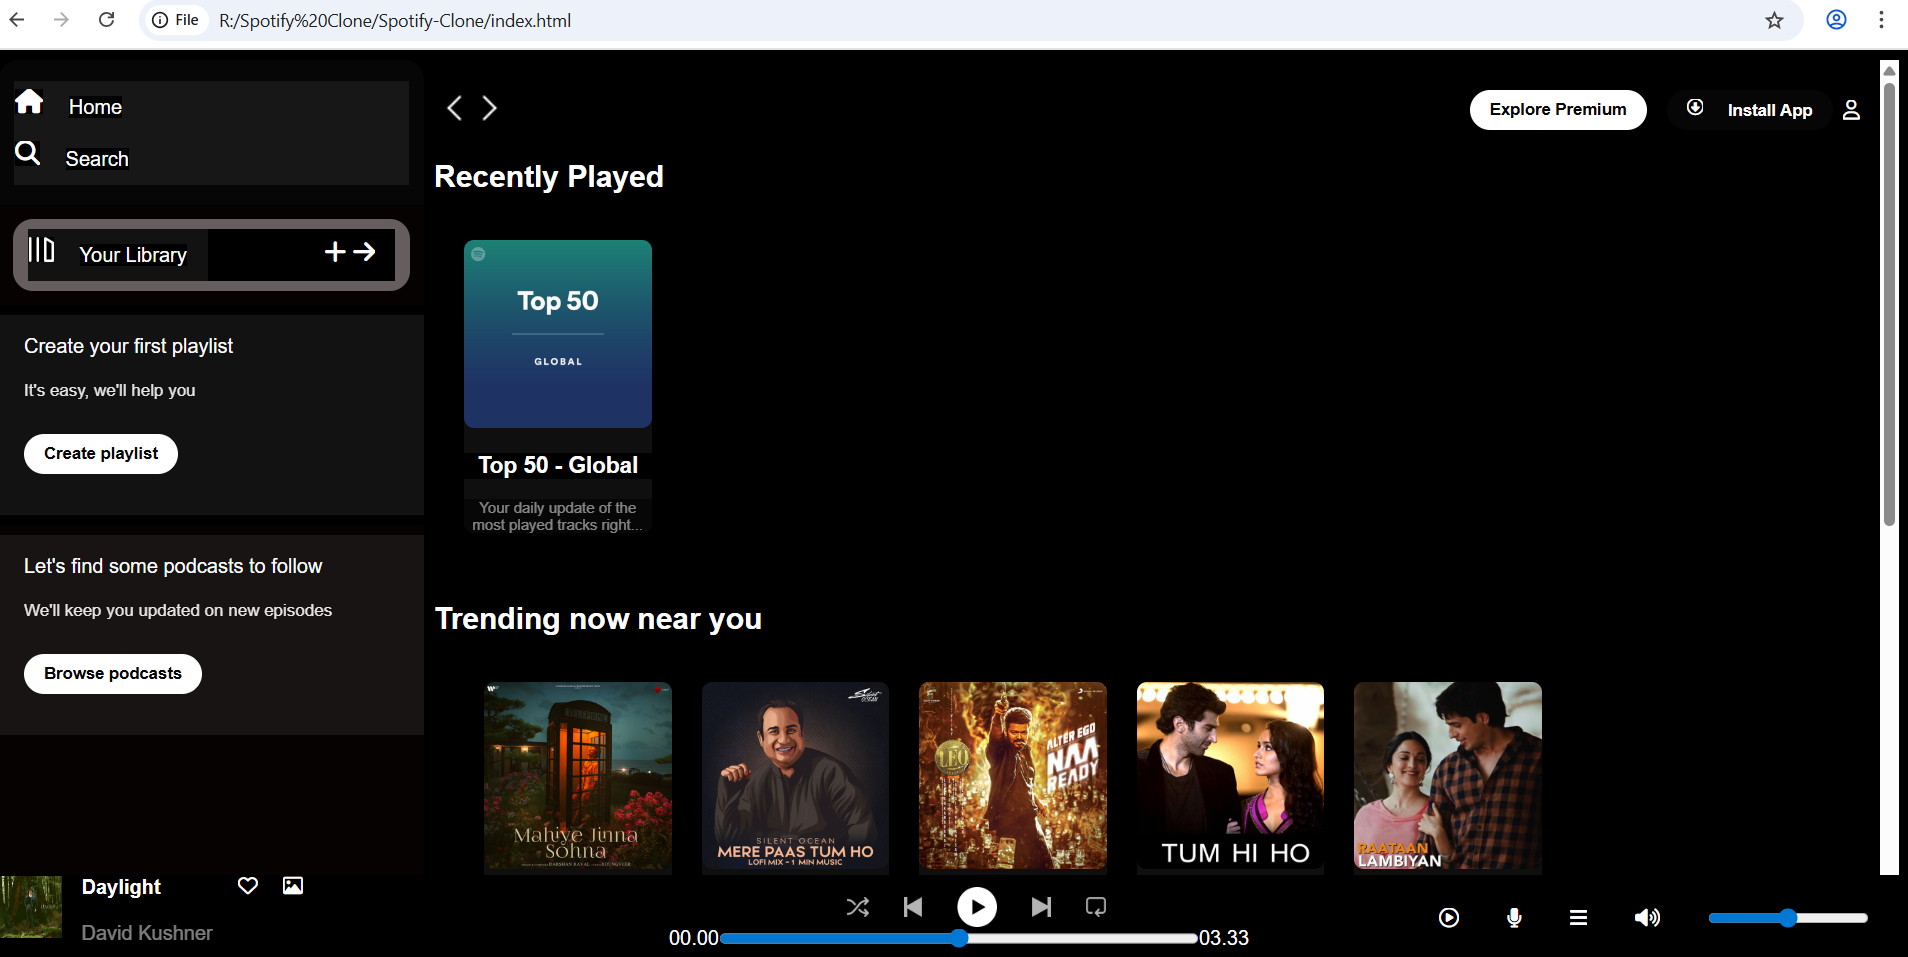 File
R:/Spotify%20Clone/Spotify-Clone/index.html
Home
Search
Your Library
Create your first playlist
It's easy, we'll help you
Create playlist
Let's find some podcasts to follow
We'll keep you updated on new episodes
Browse podcasts
Explore Premium
Install App
Recently Played
Top 50
GLOBAL
Top 50 - Global
Your daily update of the
most played tracks right...
Trending now near you
TELEPHONE
Mahiye Jinna
Sohna
DARSHAN RAVAL
Silent
OCEAN
SILENT OCEAN
MERE PAAS TUM HO
LOFI MIX - 1 MIN MUSIC
LEO
ALTER EGO
NAA
READY
TUM HI HO
RAATAAN
LAMBIYAN
Daylight
David Kushner
00.00
03.33